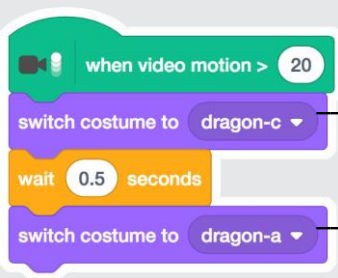 when video motion > 20
switch costume to dragon-c
wait 0.5 seconds
switch costume to dragon-a